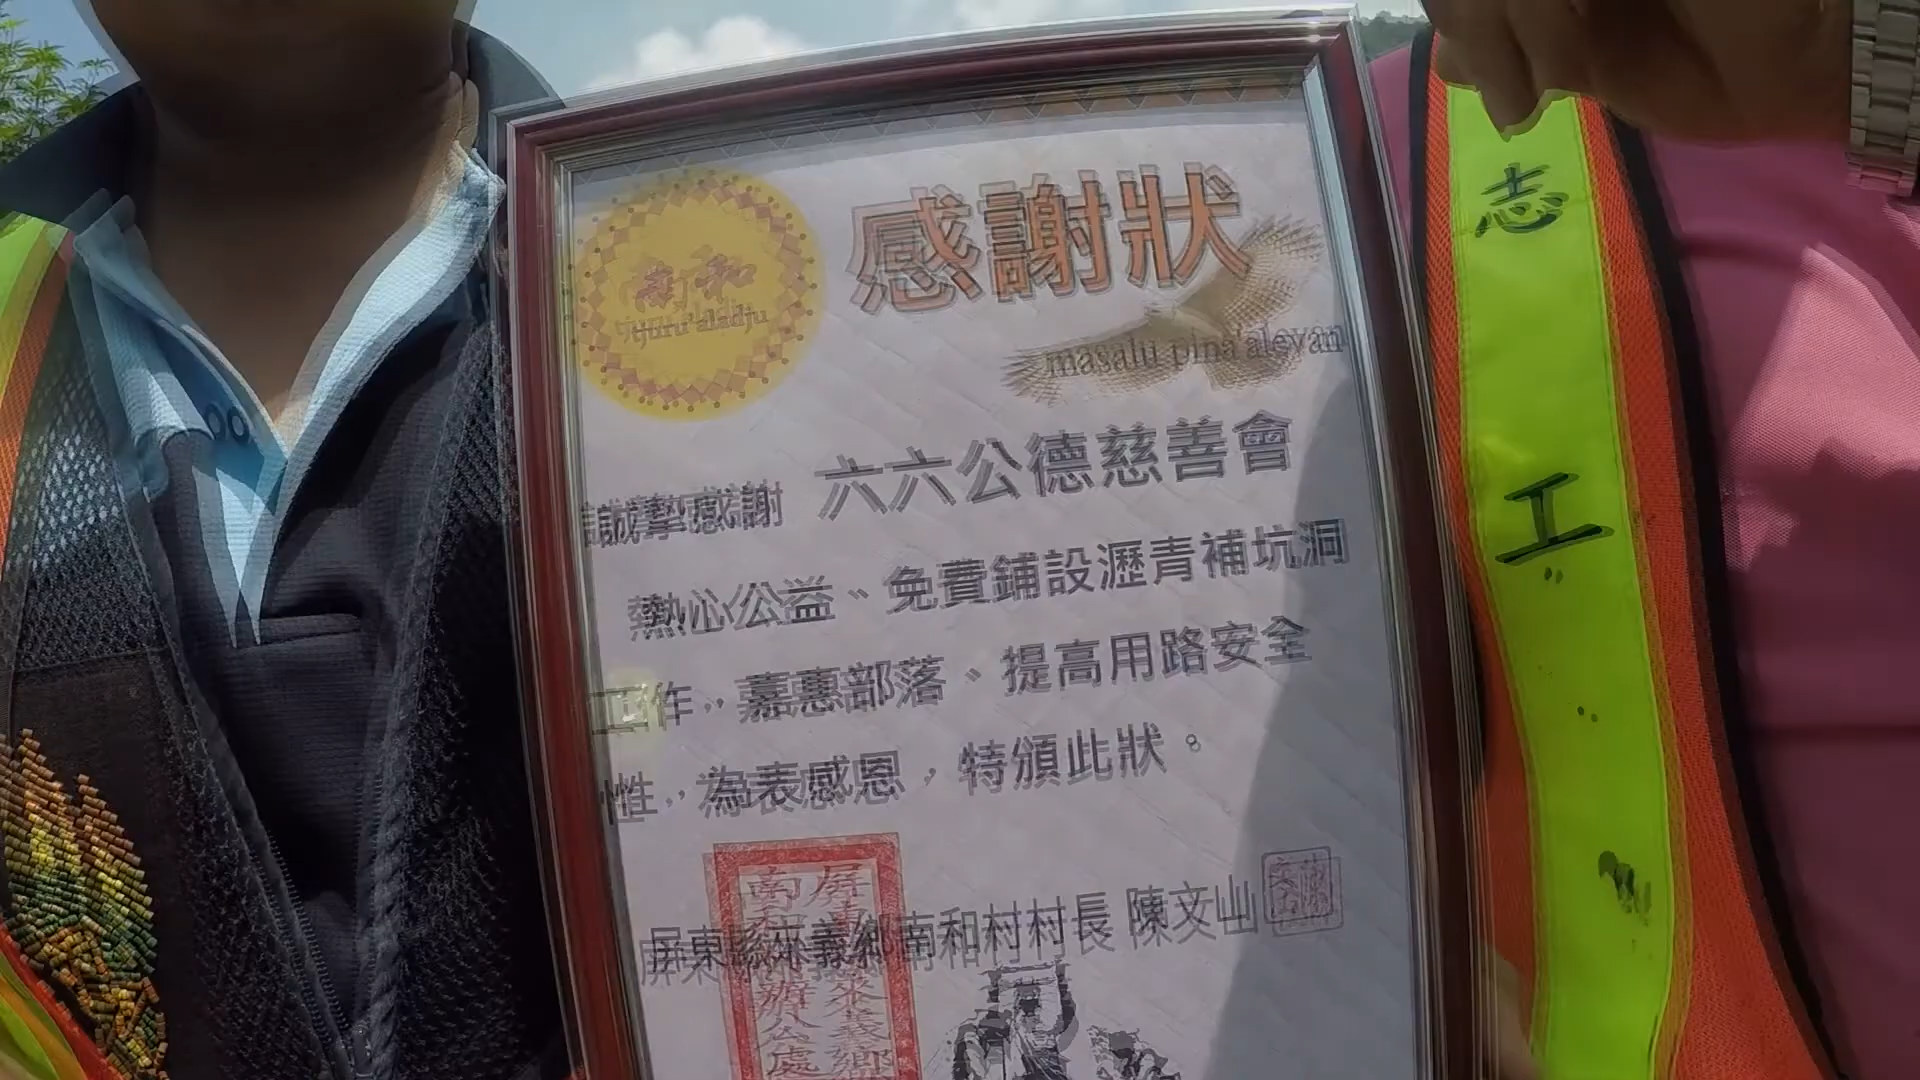 感謝狀
南和
tjuru'aladju
masalu pina'alevan
誠摯感謝 六六公德慈善會
熱心公益、免費鋪設瀝青補坑洞
工作,嘉惠部落、提高用路安全
性,為表感恩,特頒此狀。
屏東縣來義鄉南和村村長 陳文山
志工